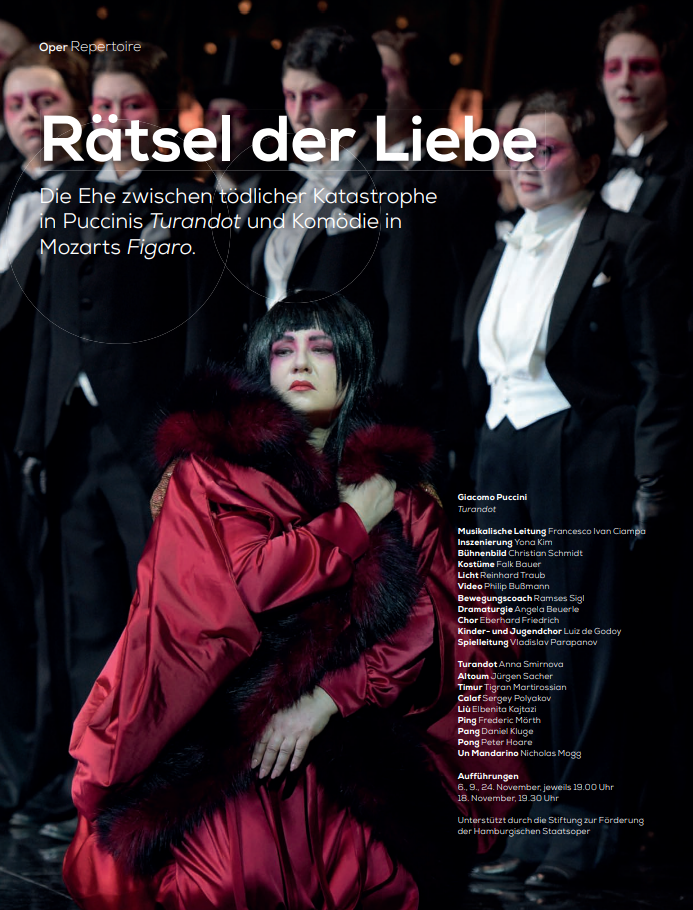 Oper Repertoire
Rätsel der Liebe
Die Ehe zwischen tödlicher Katastrophe
in Puccinis Turandot und Komödie in
Mozarts Figaro.
Giacomo Puccini
Turandot
Musikalische Leitung Francesco Ivan Ciampa
Inszenierung Yona Kim
Bühnenbild Christian Schmidt
Kostüme Falk Bauer
Licht Reinhard Traub
Video Philip Bußmann
Bewegungscoach Ramses Sigl
Dramaturgie Angela Beuerle
Chor Eberhard Friedrich
Kinder- und Jugendchor Luiz de Godoy
Spielleitung Vladislav Parapanov
Turandot Anna Smirnova
Altoum Jürgen Sacher
Timur Tigran Martirossian
Calaf Sergey Polyakov
Liù Elbenita Kajtazi
Ping Frederic Mörth
Pang Daniel Kluge
Pong Peter Hoare
Un Mandarino Nicholas Mogg
Aufführungen
6., 9., 24. November, jeweils 19.00 Uhr
18. November, 19.30 Uhr
Unterstützt durch die Stiftung zur Förderung
der Hamburgischen Staatsoper